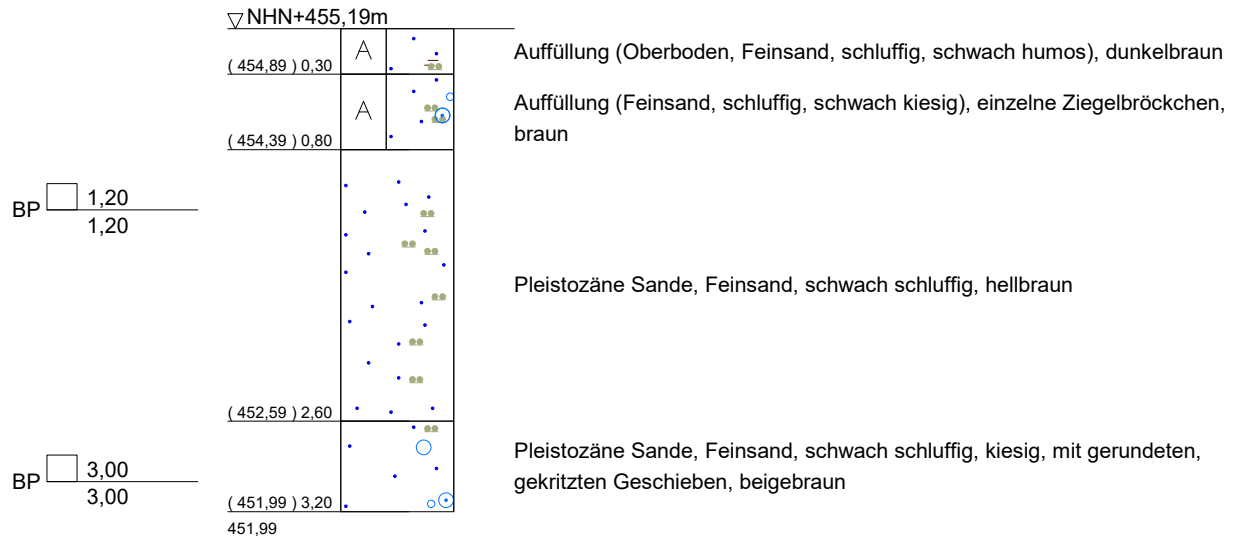 ▽ NHN+455,19m
A
Auffüllung (Oberboden, Feinsand, schluffig, schwach humos), dunkelbraun
( 454,89 ) 0,30
A
Auffüllung (Feinsand, schluffig, schwach kiesig), einzelne Ziegelbröckchen,
braun
( 454,39 ) 0,80
BP 1,20
1,20
Pleistozäne Sande, Feinsand, schwach schluffig, hellbraun
( 452,59 ) 2,60
Pleistozäne Sande, Feinsand, schwach schluffig, kiesig, mit gerundeten,
gekritzten Geschieben, beigebraun
BP 3,00
3,00
( 451,99 ) 3,20
451,99